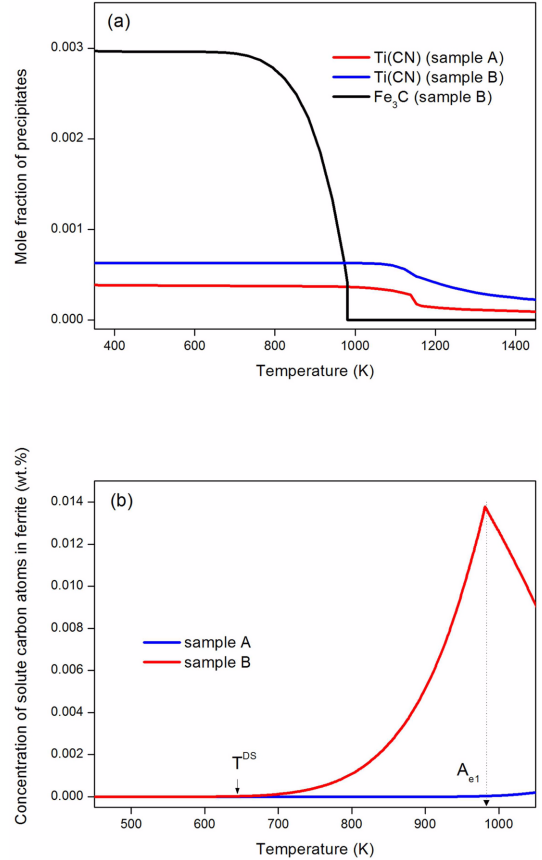 (a)
Ti(CN) (sample A)
Ti(CN) (sample B)
Fe₃C (sample B)
Mole fraction of precipitates
0.003
0.002
0.001
0.000
400 600 800 1000 1200 1400
Temperature (K)
(b)
Concentration of solute carbon atoms in ferrite (wt.%)
0.014
0.012
0.010
0.008
0.006
0.004
0.002
0.000
sample A
sample B
T^DS
A_e1
500 600 700 800 900 1000
Temperature (K)